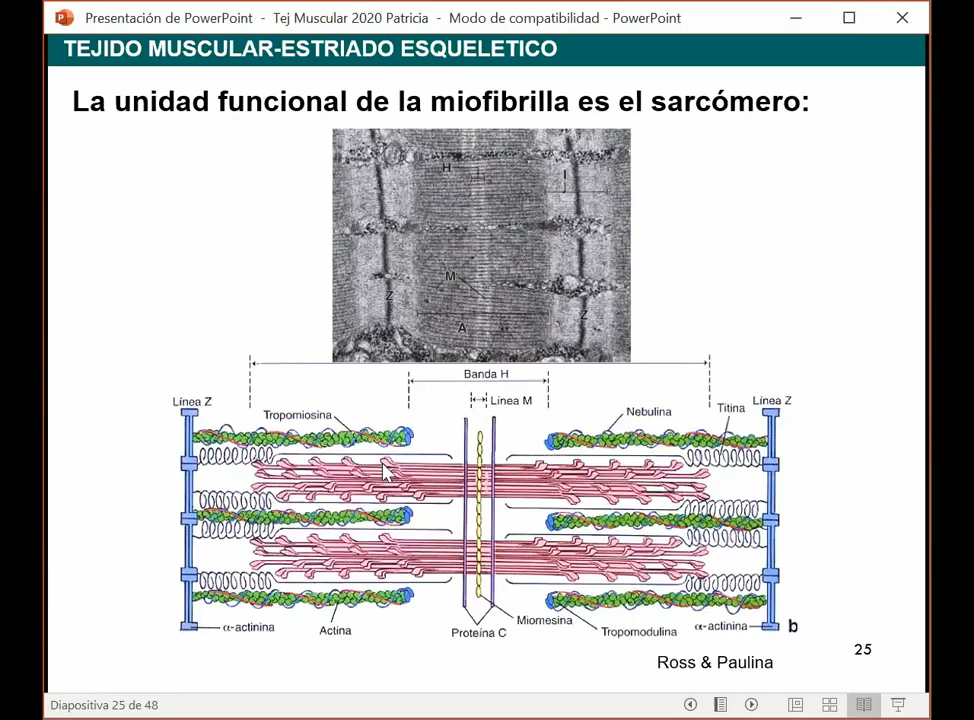 Presentación de PowerPoint - Tej Muscular 2020 Patricia - Modo de compatibilidad - PowerPoint
TEJIDO MUSCULAR-ESTRIADO ESQUELETICO
La unidad funcional de la miofibrilla es el sarcómero:
H
I
M
Z
Z
A
Banda H
Línea M
Línea Z
Tropomiosina
Nebulina
Titina
Línea Z
α-actinina
Actina
Proteína C
Miomesina
Tropomodulina
α-actinina
b
25
Ross & Paulina
Diapositiva 25 de 48